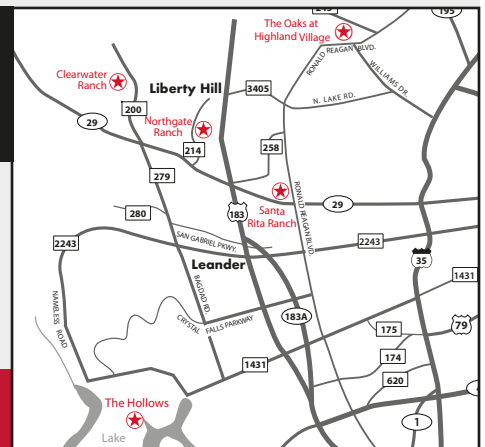 243
195
The Oaks at
Highland Village
RONALD REAGAN BLVD.
WILLIAMS DR.
Clearwater
Ranch
Liberty Hill
3405
N. LAKE RD.
200
29
Northgate
Ranch
214
258
279
RONALD REAGAN BLVD.
280
183
Santa
Rita Ranch
29
2243
SAN GABRIEL PKWY.
2243
Leander
35
1431
BAGDAD RD.
NAMELESS ROAD
CRYSTAL FALLS PARKWAY
183A
175
79
174
1431
620
The Hollows
1
Lake